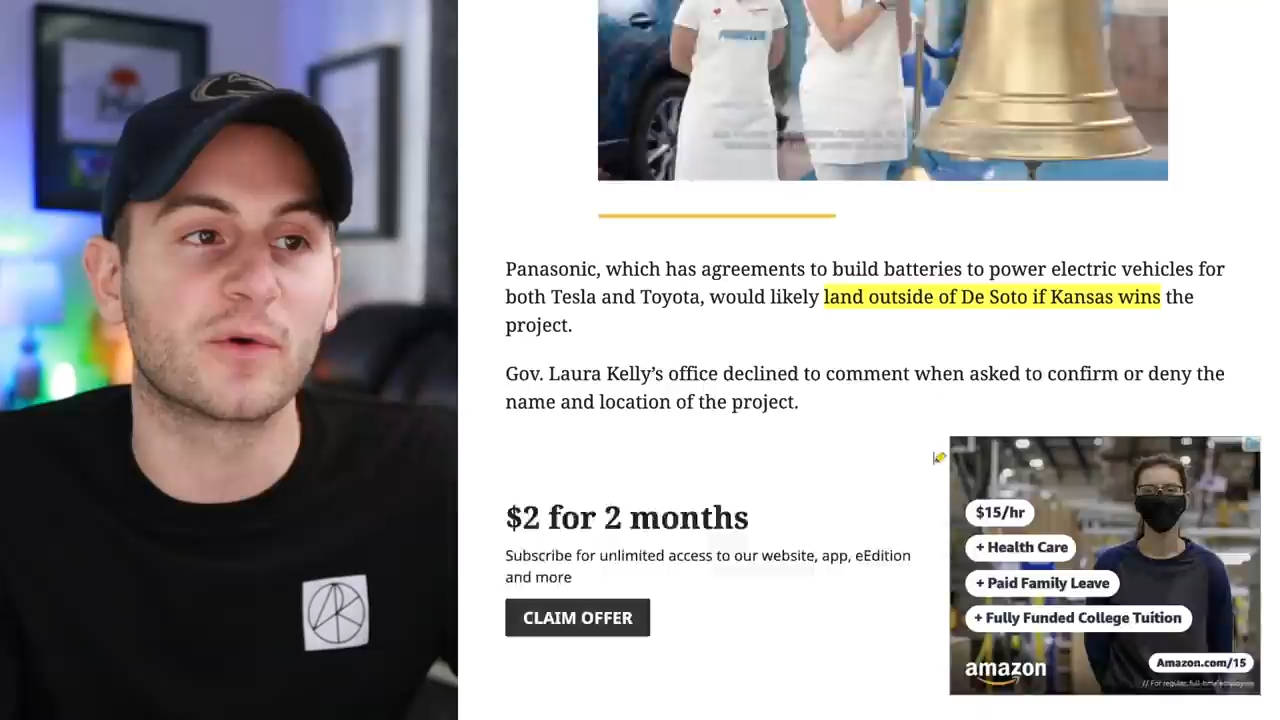 Panasonic, which has agreements to build batteries to power electric vehicles for
both Tesla and Toyota, would likely land outside of De Soto if Kansas wins the
project.
Gov. Laura Kelly’s office declined to comment when asked to confirm or deny the
name and location of the project.
$2 for 2 months
Subscribe for unlimited access to our website, app, eEdition
and more
CLAIM OFFER
$15/hr
+ Health Care
+ Paid Family Leave
+ Fully Funded College Tuition
amazon
Amazon.com/15